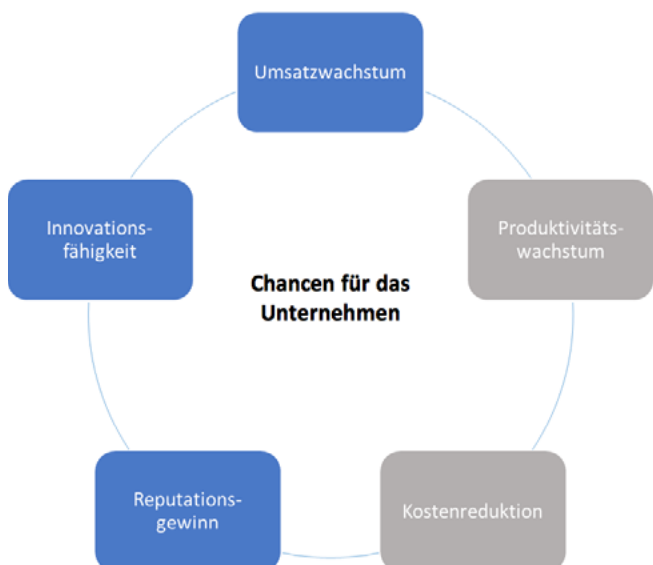 Umsatzwachstum
Innovations-
fähigkeit
Produktivitäts-
wachstum
Chancen für das
Unternehmen
Reputations-
gewinn
Kostenreduktion